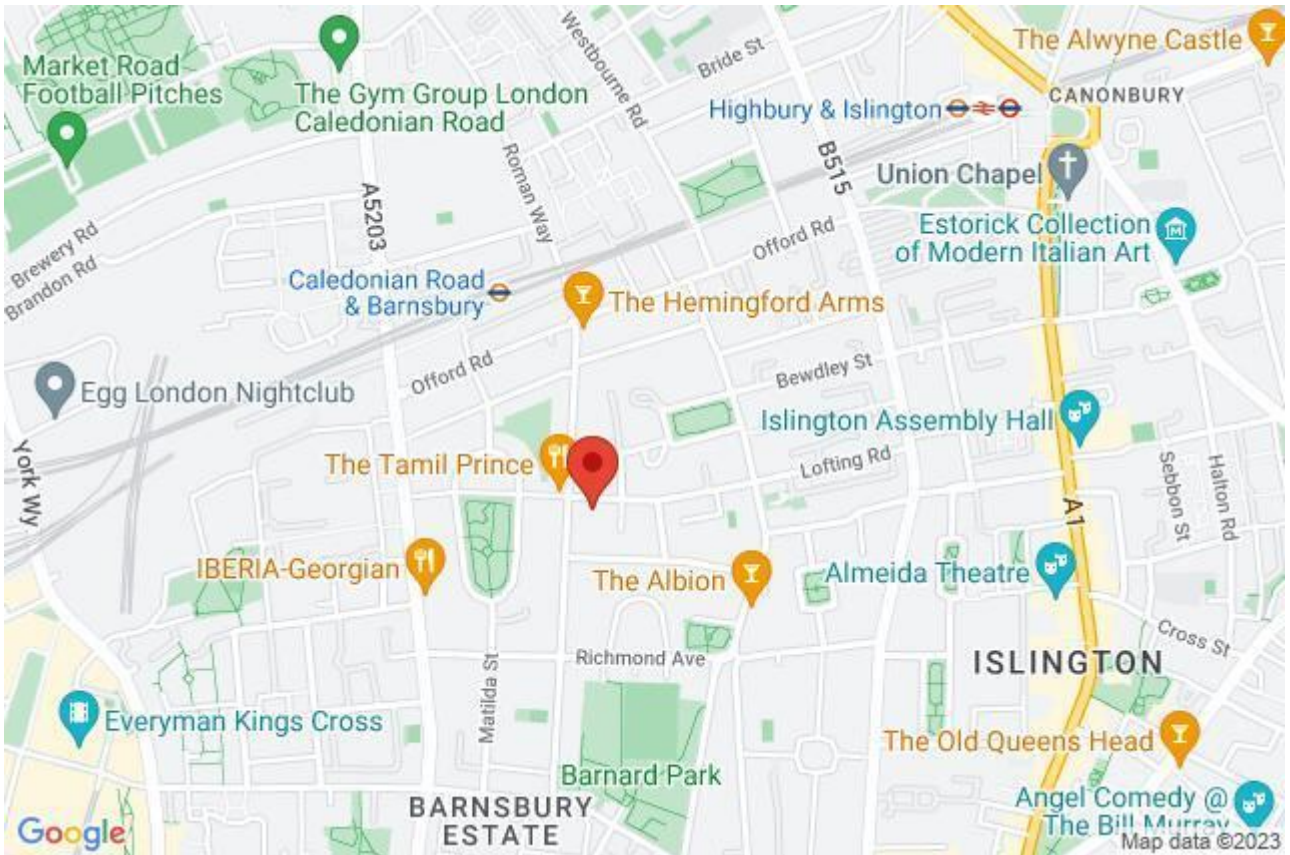 The Alwyne Castle
Market Road
Football Pitches
The Gym Group London
Caledonian Road
Westbourne Rd
Bride St
Highbury & Islington
CANONBURY
B515
Union Chapel
Roman Way
A5203
Estorick Collection
of Modern Italian Art
Brewery Rd
Brandon Rd
Offord Rd
Caledonian Road
& Barnsbury
The Hemingford Arms
Offord Rd
Bewdley St
Egg London Nightclub
Islington Assembly Hall
Lofting Rd
The Tamil Prince
York Wy
Sebbon St
Halton Rd
A1
IBERIA-Georgian
The Albion
Almeida Theatre
Cross St
Richmond Ave
ISLINGTON
Matilda St
Everyman Kings Cross
The Old Queens Head
Barnard Park
BARNSBURY
ESTATE
Angel Comedy @
The Bill Murray
Google
Map data ©2023